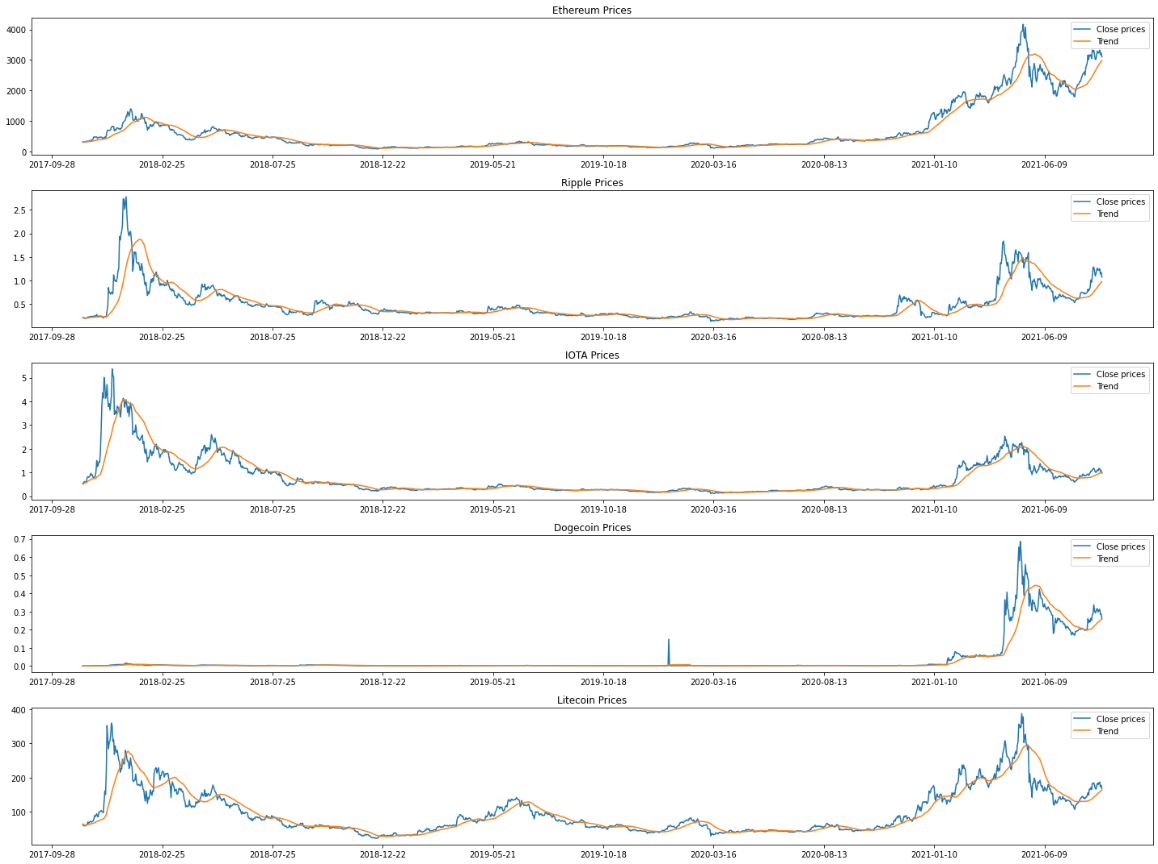 Ethereum Prices
4000
3000
2000
1000
0
Close prices
Trend
2017-09-28 2018-02-25 2018-07-25 2018-12-22 2019-05-21 2019-10-18 2020-03-16 2020-08-13 2021-01-10 2021-06-09
Ripple Prices
2.5
2.0
1.5
1.0
0.5
Close prices
Trend
2017-09-28 2018-02-25 2018-07-25 2018-12-22 2019-05-21 2019-10-18 2020-03-16 2020-08-13 2021-01-10 2021-06-09
IOTA Prices
5
4
3
2
1
0
Close prices
Trend
2017-09-28 2018-02-25 2018-07-25 2018-12-22 2019-05-21 2019-10-18 2020-03-16 2020-08-13 2021-01-10 2021-06-09
Dogecoin Prices
0.7
0.6
0.5
0.4
0.3
0.2
0.1
0.0
Close prices
Trend
2017-09-28 2018-02-25 2018-07-25 2018-12-22 2019-05-21 2019-10-18 2020-03-16 2020-08-13 2021-01-10 2021-06-09
Litecoin Prices
400
300
200
100
Close prices
Trend
2017-09-28 2018-02-25 2018-07-25 2018-12-22 2019-05-21 2019-10-18 2020-03-16 2020-08-13 2021-01-10 2021-06-09